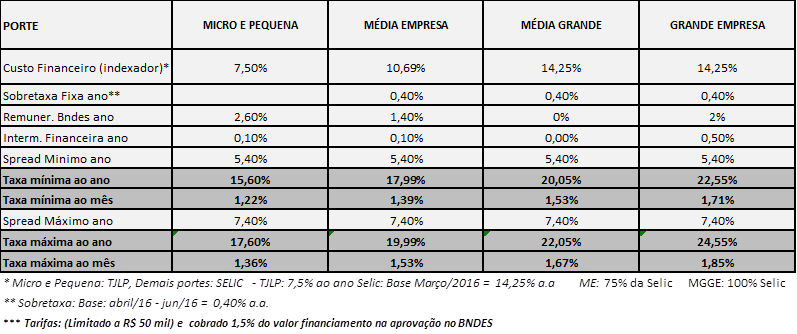 PORTE MICRO E PEQUENA MÉDIA EMPRESA MÉDIA GRANDE GRANDE EMPRESA
Custo Financeiro (indexador)* 7,50% 10,69% 14,25% 14,25%
Sobretaxa Fixa ano** 0,40% 0,40% 0,40%
Remuner. Bndes ano 2,60% 1,40% 0% 2%
Interm. Financeira ano 0,10% 0,10% 0,00% 0,50%
Spread Minimo ano 5,40% 5,40% 5,40% 5,40%
Taxa mínima ao ano 15,60% 17,99% 20,05% 22,55%
Taxa mínima ao mês 1,22% 1,39% 1,53% 1,71%
Spread Máximo ano 7,40% 7,40% 7,40% 7,40%
Taxa máxima ao ano 17,60% 19,99% 22,05% 24,55%
Taxa máxima ao mês 1,36% 1,53% 1,67% 1,85%
* Micro e Pequena: TJLP, Demais portes: SELIC - TJLP: 7,5% ao ano Selic: Base Março/2016 = 14,25% a.a ME: 75% da Selic MGGE: 100% Selic
** Sobretaxa: Base: abril/16 - jun/16 = 0,40% a.a.
*** Tarifas: (Limitado a R$ 50 mil) e cobrado 1,5% do valor financiamento na aprovação no BNDES